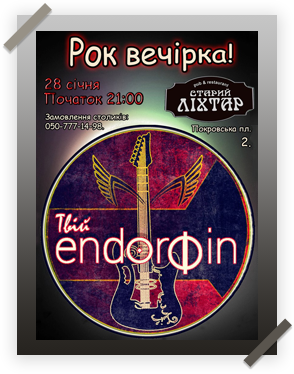 Рок вечірка!
28 січня
Початок 21:00
pub & restaurant
СТАРИЙ
ЛІХТАР
Замовлення столиків:
050-777-14-98.
Покровська пл.
2.
Твій
endorфin